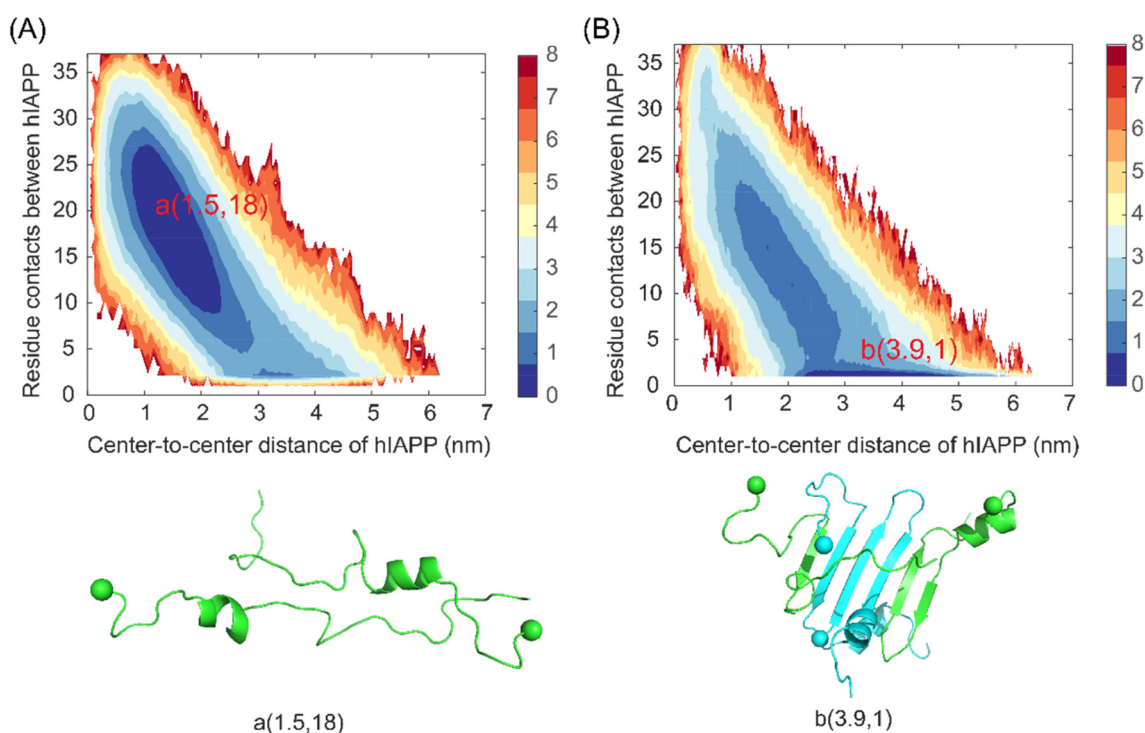 (A)
35
30
25
20
15
10
5
0
Residue contacts between hIAPP
a(1.5,18)
0 1 2 3 4 5 6 7
Center-to-center distance of hIAPP (nm)
8
7
6
5
4
3
2
1
0
(B)
35
30
25
20
15
10
5
0
Residue contacts between hIAPP
b(3.9,1)
0 1 2 3 4 5 6 7
Center-to-center distance of hIAPP (nm)
8
7
6
5
4
3
2
1
0
a(1.5,18)
b(3.9,1)